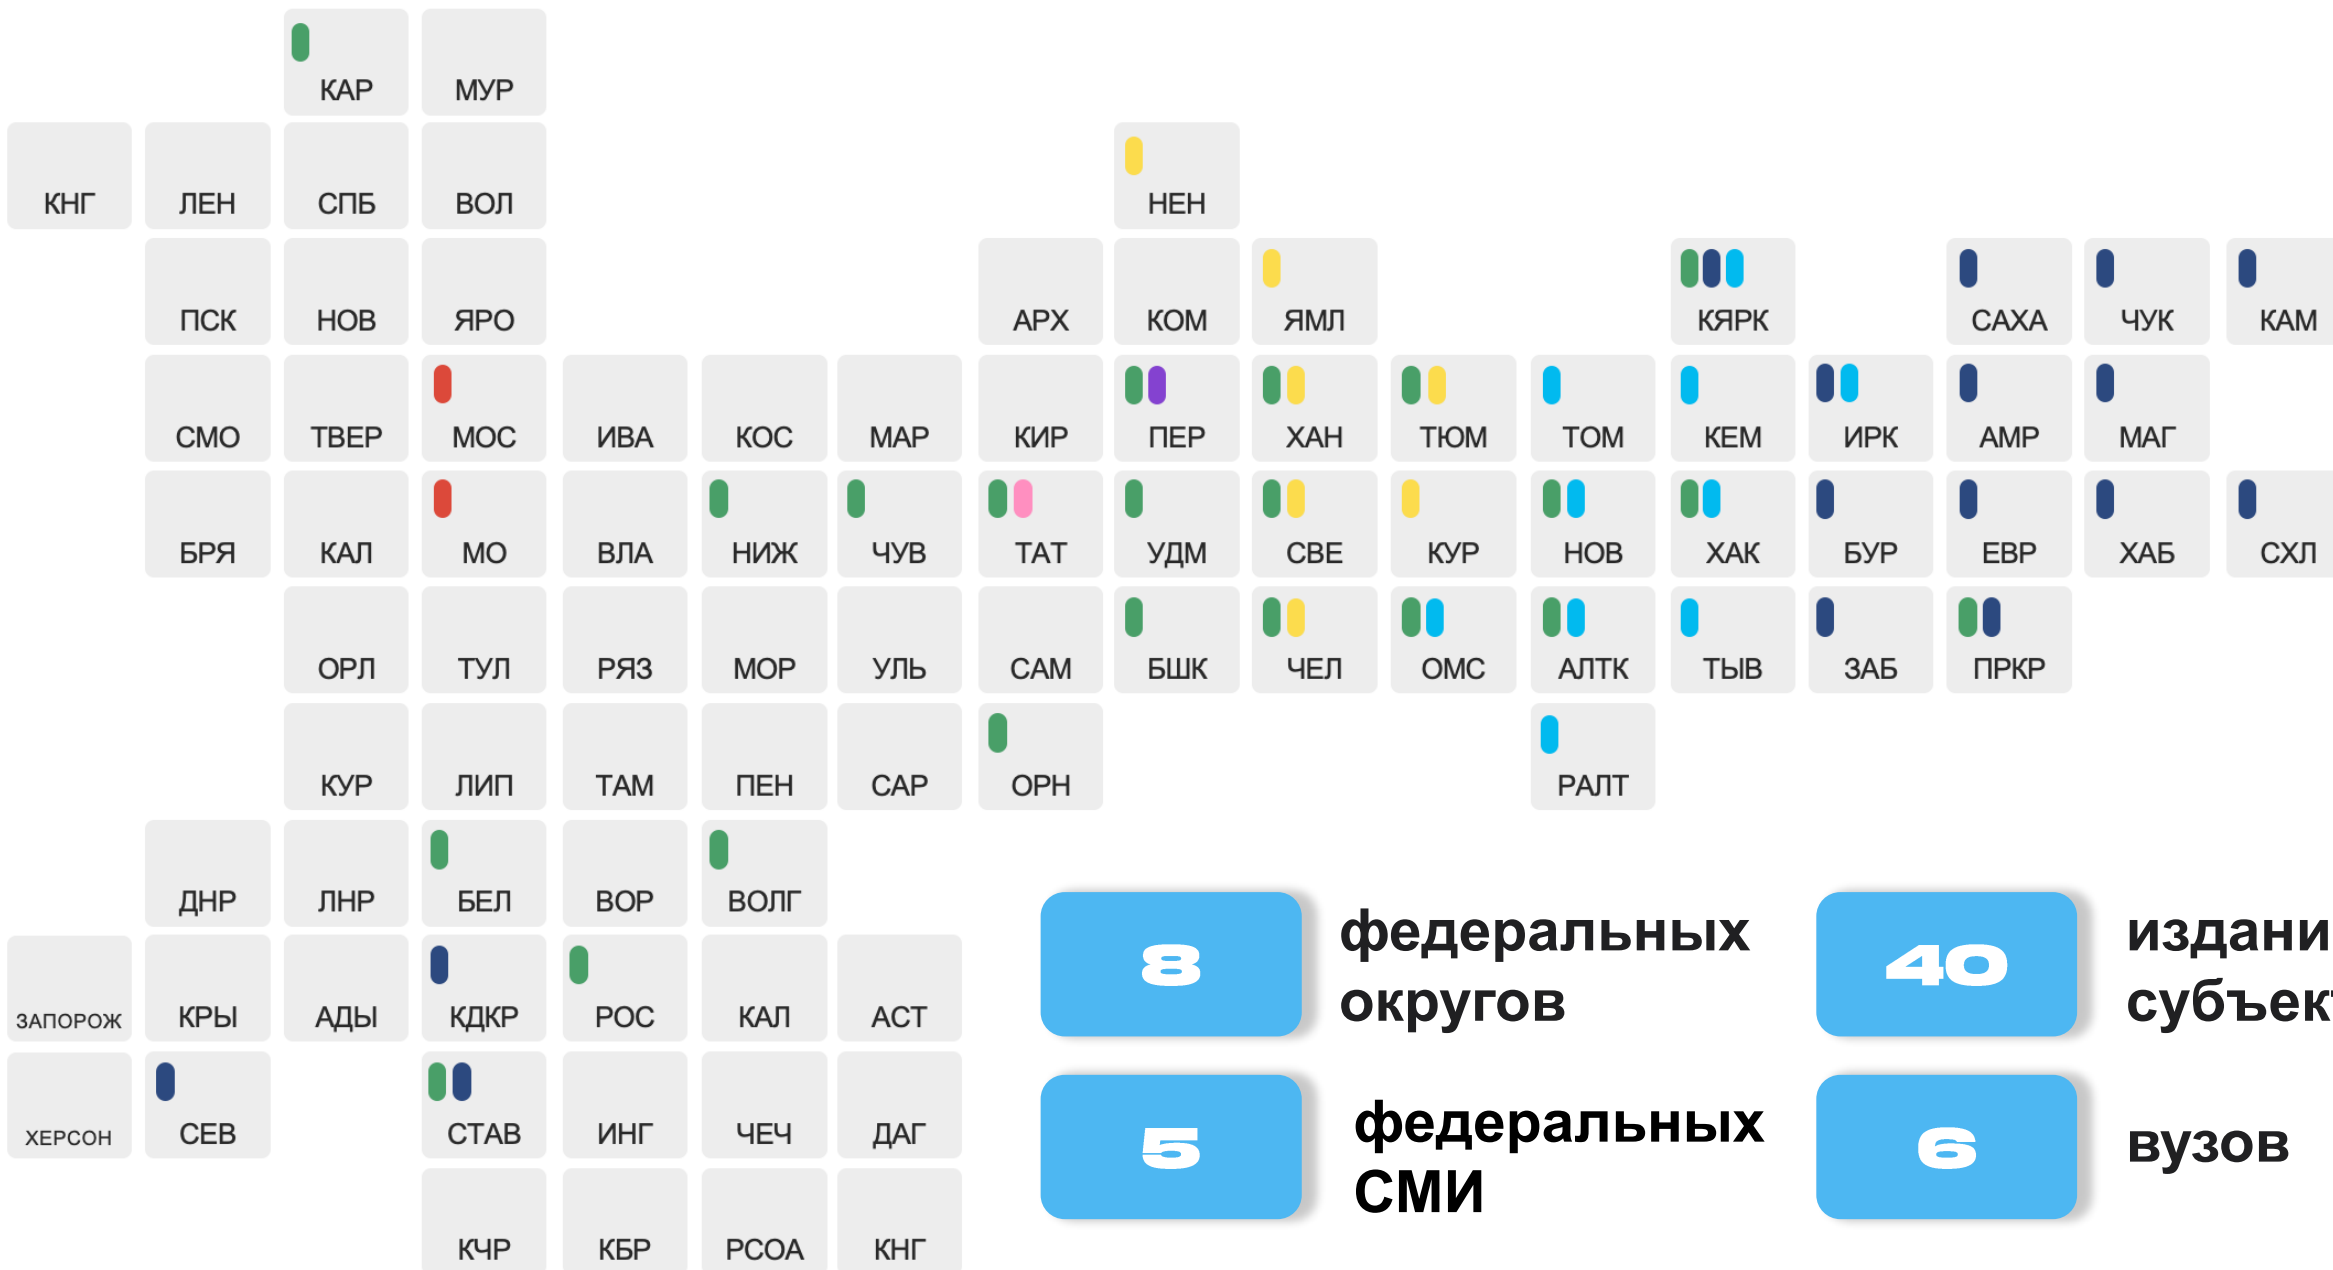 КАР МУР
КНГ ЛЕН СПБ ВОЛ НЕН
ПСК НОВ ЯРО АРХ КОМ ЯМЛ КЯРК САХА ЧУК КАМ
СМО ТВЕР МОС ИВА КОС МАР КИР ПЕР ХАН ТЮМ ТОМ КЕМ ИРК АМР МАГ
БРЯ КАЛ МО ВЛА НИЖ ЧУВ ТАТ УДМ СВЕ КУР НОВ ХАК БУР ЕВР ХАБ СХЛ
ОРЛ ТУЛ РЯЗ МОР УЛЬ САМ БШК ЧЕЛ ОМС АЛТК ТЫВ ЗАБ ПРКР
КУР ЛИП ТАМ ПЕН САР ОРН РАЛТ
ДНР ЛНР БЕЛ ВОР ВОЛГ
ЗАПОРОЖ КРЫ АДЫ КДКР РОС КАЛ АСТ
ХЕРСОН СЕВ СТАВ ИНГ ЧЕЧ ДАГ
КЧР КБР РСОА КНГ
8
федеральных
округов
40
издани
субъек
5
федеральных
СМИ
6
вузов